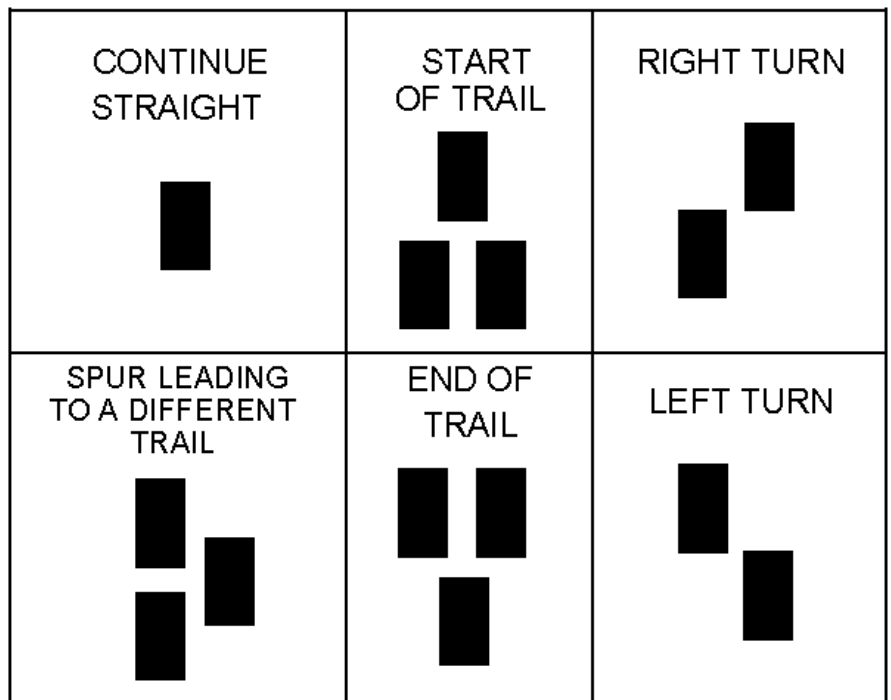 CONTINUE
STRAIGHT
START
OF TRAIL
RIGHT TURN
SPUR LEADING
TO A DIFFERENT
TRAIL
END OF
TRAIL
LEFT TURN